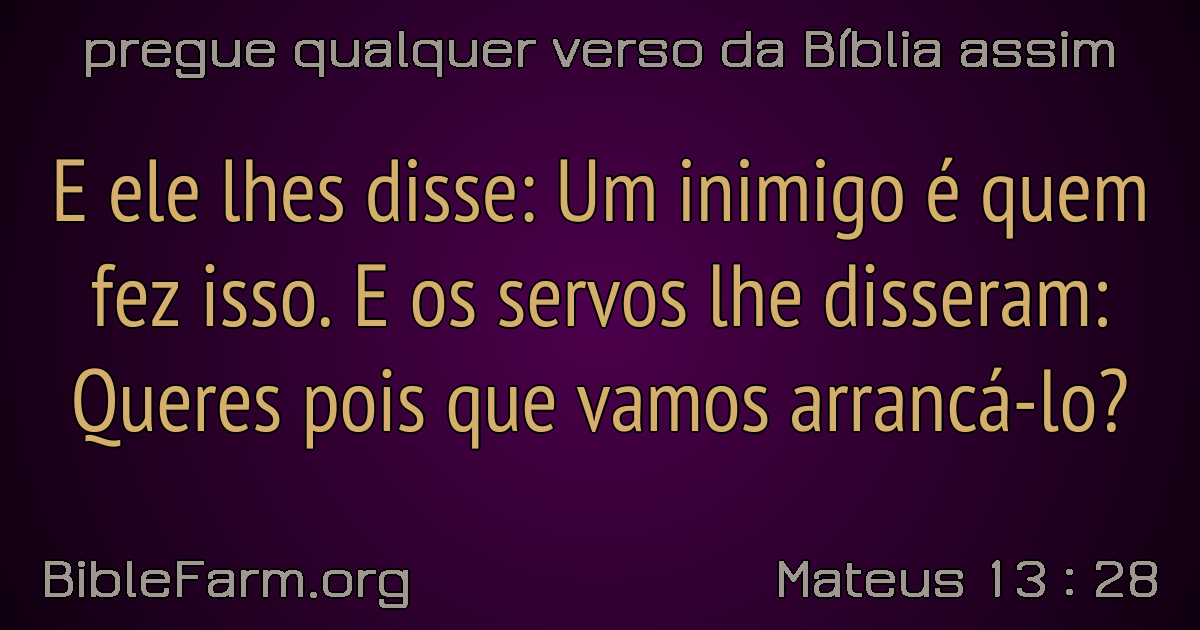 pregue qualquer verso da Bíblia assim
E ele lhes disse: Um inimigo é quem
fez isso. E os servos lhe disseram:
Queres pois que vamos arrancá-lo?
BibleFarm.org
Mateus 13 : 28